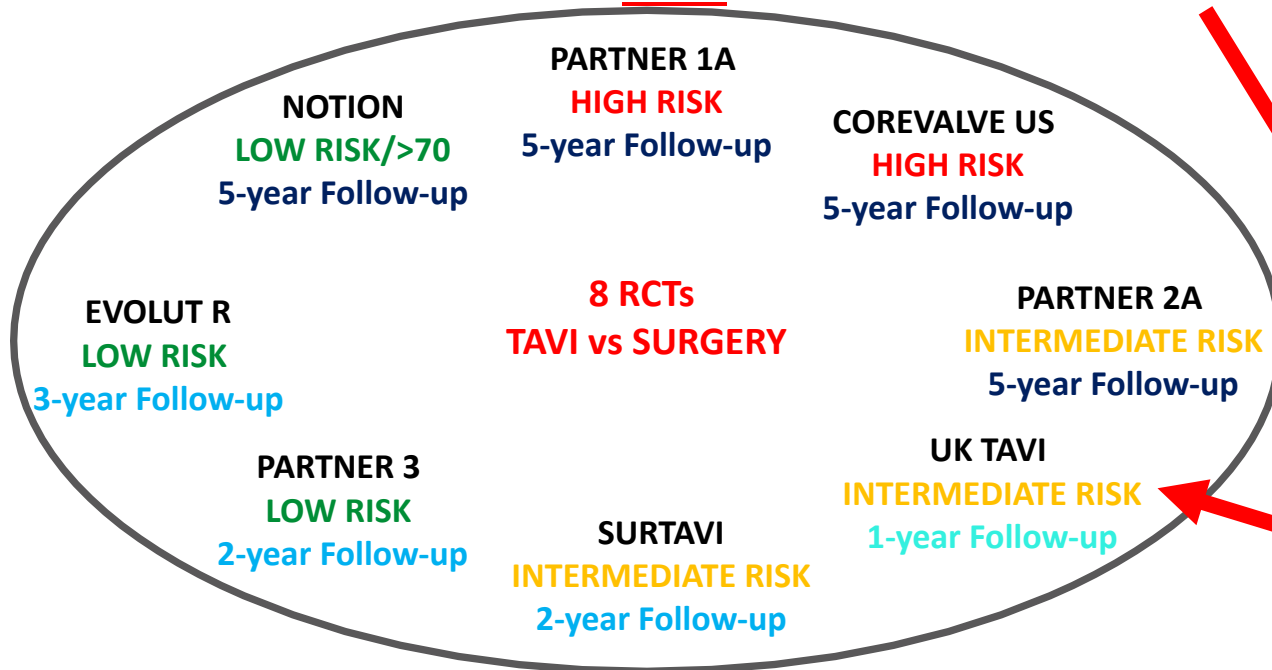 PARTNER 1A
HIGH RISK
5-year Follow-up
NOTION
LOW RISK/>70
5-year Follow-up
COREVALVE US
HIGH RISK
5-year Follow-up
8 RCTs
TAVI vs SURGERY
EVOLUT R
LOW RISK
3-year Follow-up
PARTNER 2A
INTERMEDIATE RISK
5-year Follow-up
PARTNER 3
LOW RISK
2-year Follow-up
SURTAVI
INTERMEDIATE RISK
2-year Follow-up
UK TAVI
INTERMEDIATE RISK
1-year Follow-up